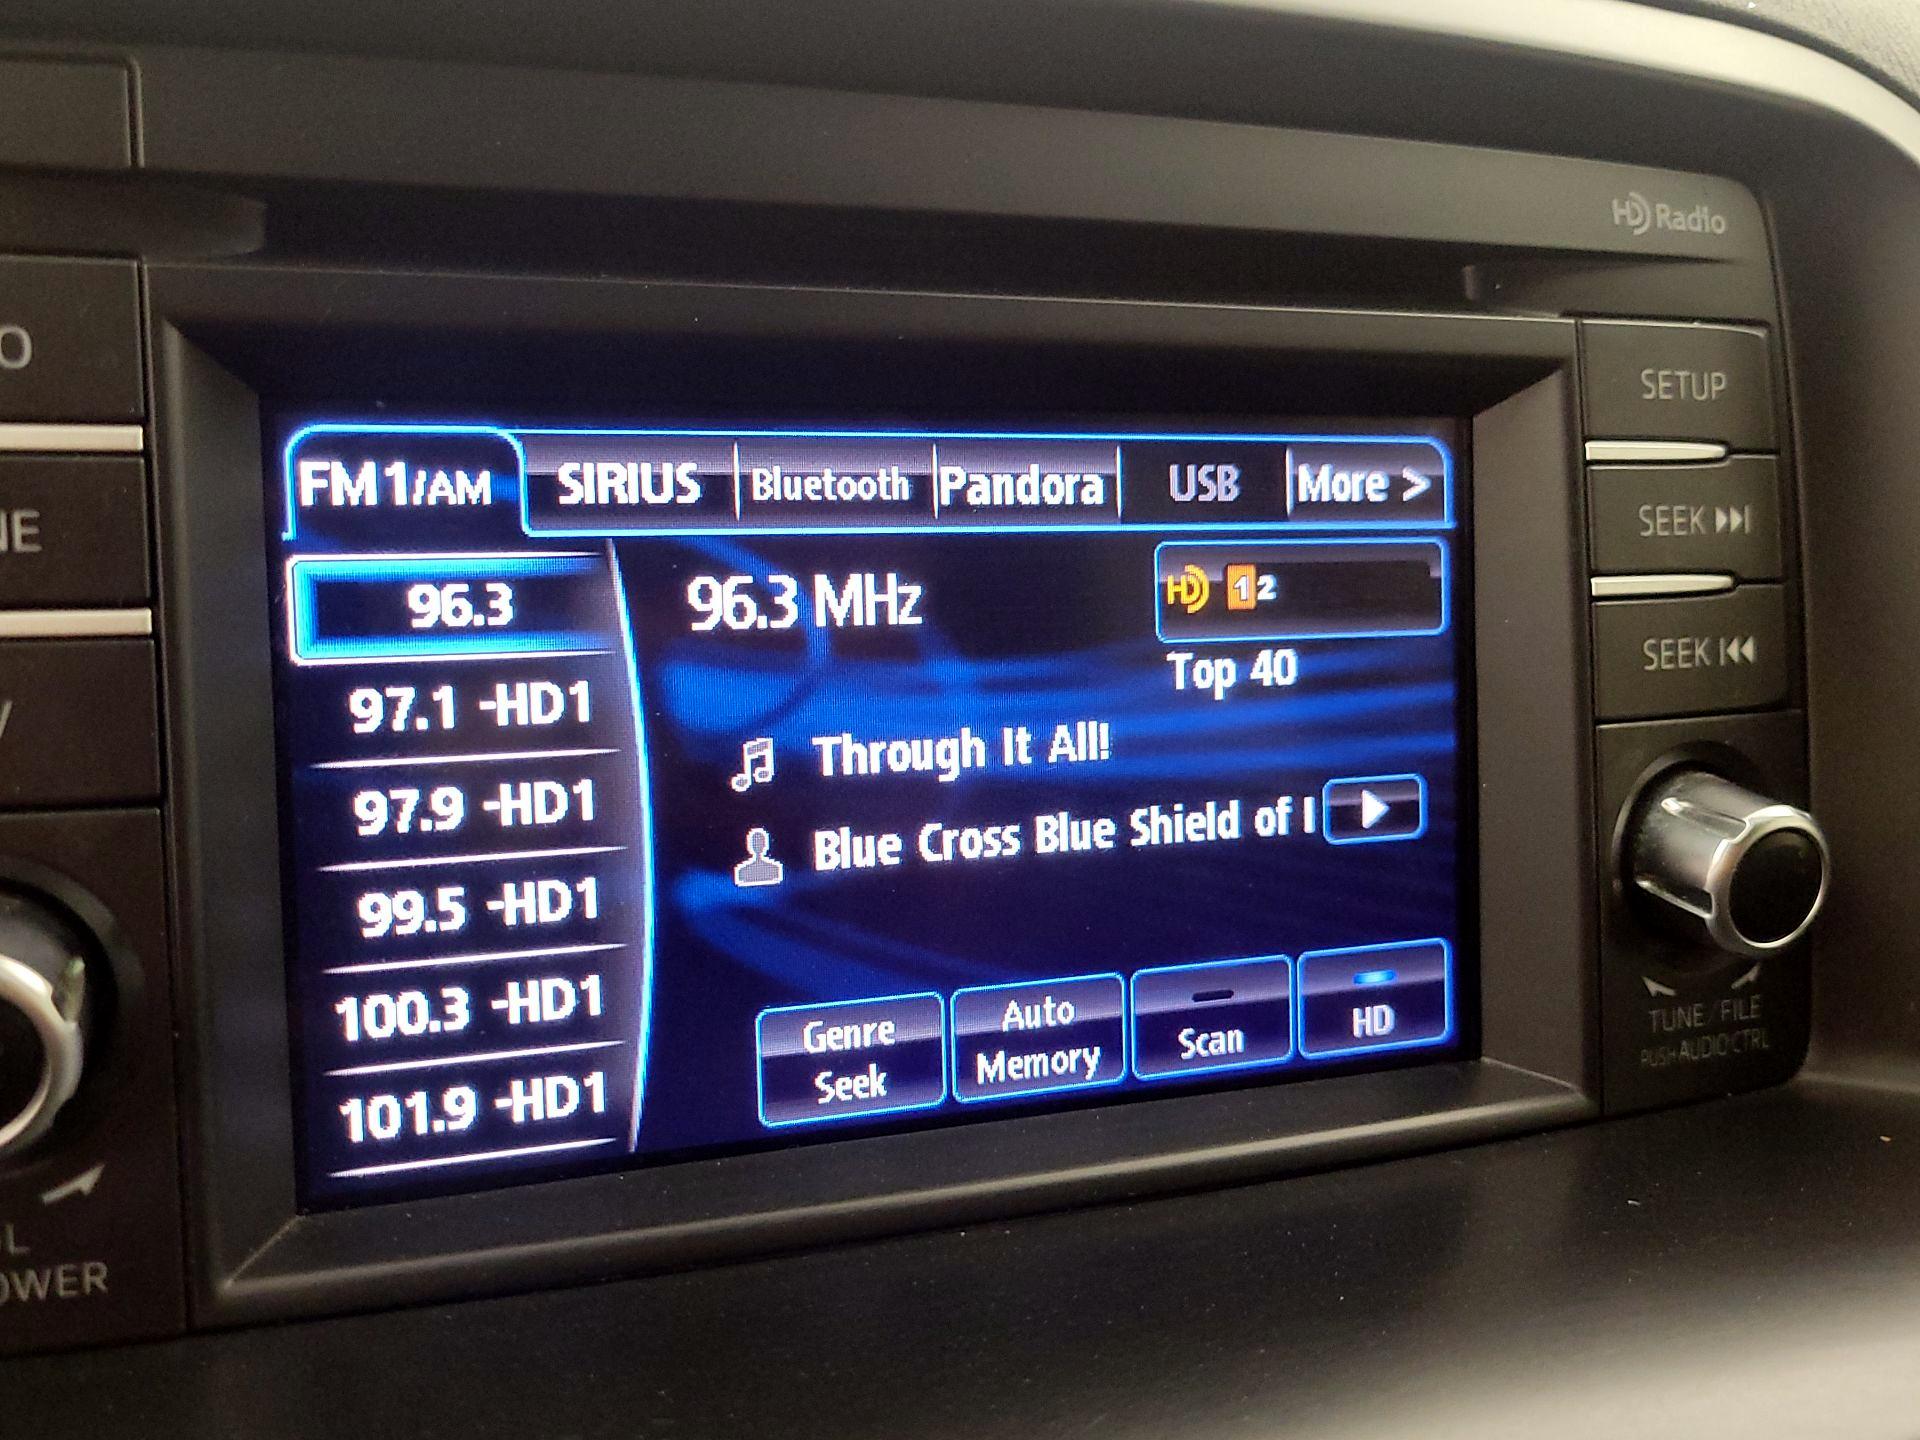 HD Radio
O
NE
V
L
OWER
FM1/AM SIRIUS Bluetooth Pandora USB More >
96.3
97.1 -HD1
97.9 -HD1
99.5 -HD1
100.3 -HD1
101.9 -HD1
96.3 MHz
HD 1 2
Top 40
Through It All!
Blue Cross Blue Shield of I
Genre
Seek
Auto
Memory
Scan
HD
SETUP
SEEK
SEEK
TUNE/FILE
PUSH AUDIO CTRL